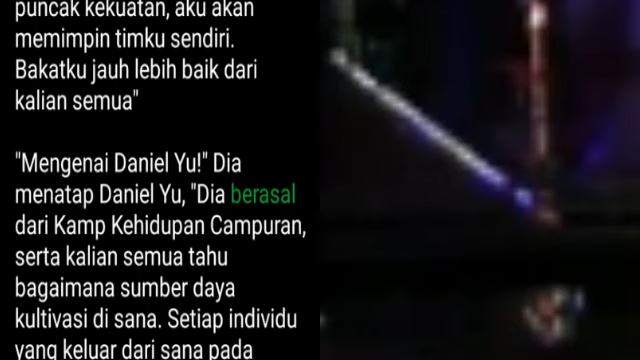 puncak kekuatan, aku akan
memimpin timku sendiri.
Bakatku jauh lebih baik dari
kalian semua"
"Mengenai Daniel Yu!" Dia
menatap Daniel Yu, "Dia berasal
dari Kamp Kehidupan Campuran,
serta kalian semua tahu
bagaimana sumber daya
kultivasi di sana. Setiap individu
yang keluar dari sana pada